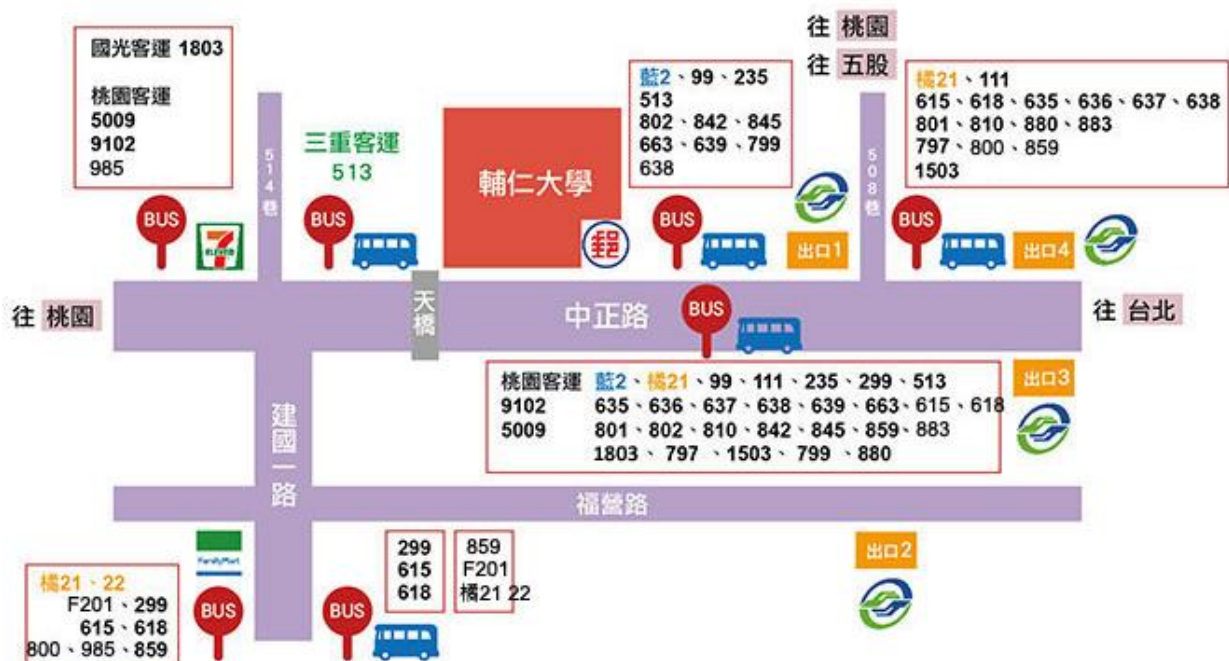 往 桃園
往 五股
國光客運 1803
桃園客運
5009
9102
985
514巷
三重客運
513
輔仁大學
郵
藍2、99、235
513
802、842、845
663、639、799
638
508巷
橘21、111
615、618、635、636、637、638
801、810、880、883
797、800、859
1503
BUS
7
ELEVEN
BUS
BUS
出口1
BUS
出口4
往 桃園
天橋
中正路
BUS
往 台北
桃園客運 藍2、橘21、99、111、235、299、513
9102 635、636、637、638、639、663、615、618
5009 801、802、810、842、845、859、883
1803、797、1503、799、880
出口3
建國一路
福營路
FamilyMart
299
615
618
859
F201
橘21 22
出口2
橘21、22
F201、299
615、618
800、985、859
BUS
BUS